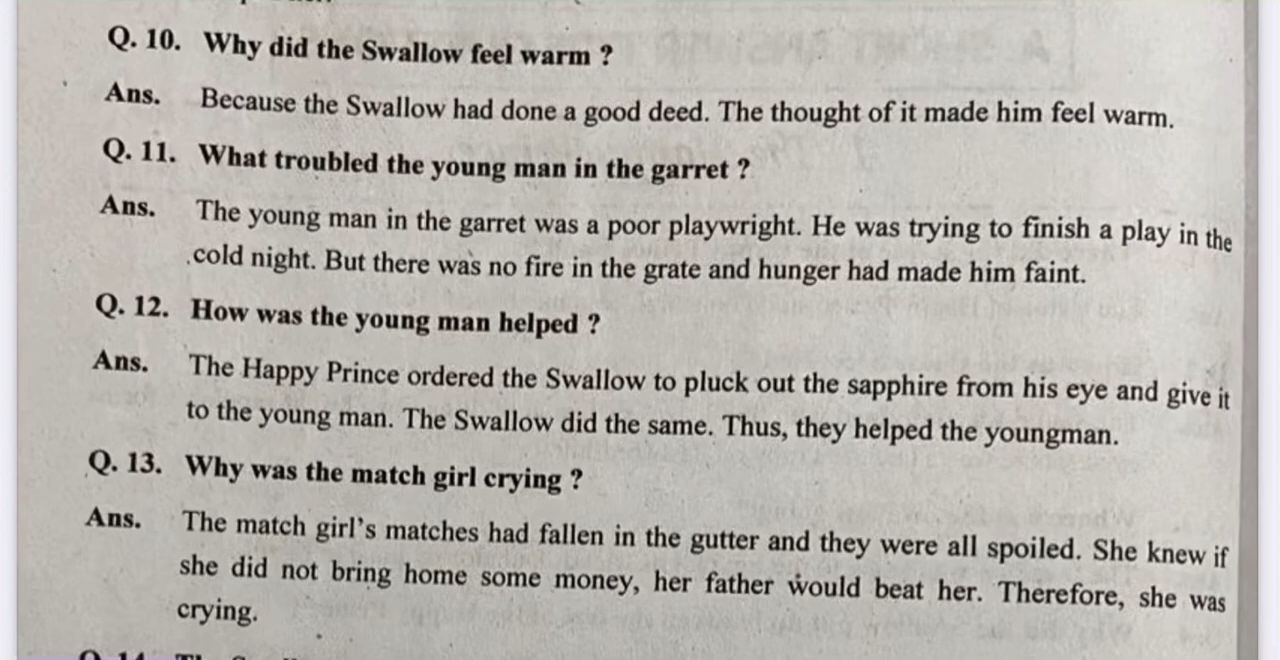 Q. 10. Why did the Swallow feel warm ?
Ans. Because the Swallow had done a good deed. The thought of it made him feel warm.
Q. 11. What troubled the young man in the garret ?
Ans. The young man in the garret was a poor playwright. He was trying to finish a play in the
cold night. But there was no fire in the grate and hunger had made him faint.
Q. 12. How was the young man helped ?
Ans. The Happy Prince ordered the Swallow to pluck out the sapphire from his eye and give it
to the young man. The Swallow did the same. Thus, they helped the youngman.
Q. 13. Why was the match girl crying ?
Ans. The match girl's matches had fallen in the gutter and they were all spoiled. She knew if
she did not bring home some money, her father would beat her. Therefore, she was
crying.